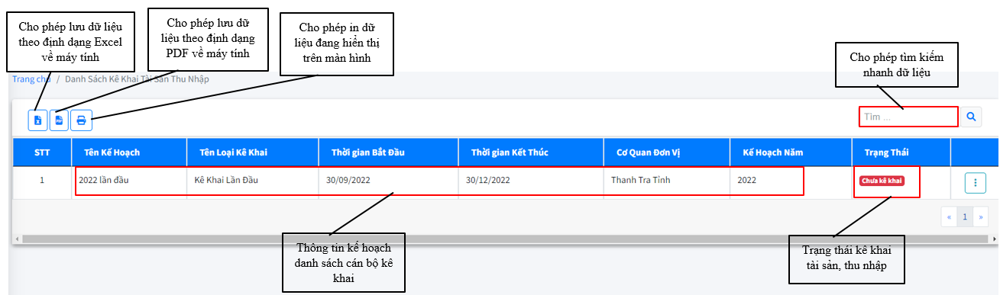 Cho phép lưu dữ liệu
theo định dạng Excel
về máy tính
Cho phép lưu dữ
liệu theo định dạng
PDF về máy tính
Cho phép in dữ
liệu đang hiển thị
trên màn hình
Cho phép tìm kiếm
nhanh dữ liệu
Trang chủ / Danh Sách Kê Khai Tài Sản Thu Nhập
Tìm ...
STT Tên Kế Hoạch Tên Loại Kê Khai Thời gian Bắt Đầu Thời gian Kết Thúc Cơ Quan Đơn Vị Kế Hoạch Năm Trạng Thái
1 2022 lần đầu Kê Khai Lần Đầu 30/09/2022 30/12/2022 Thanh Tra Tỉnh 2022 Chưa kê khai
« 1 »
Thông tin kế hoạch
danh sách cán bộ kê
khai
Trạng thái kê khai
tài sản, thu nhập